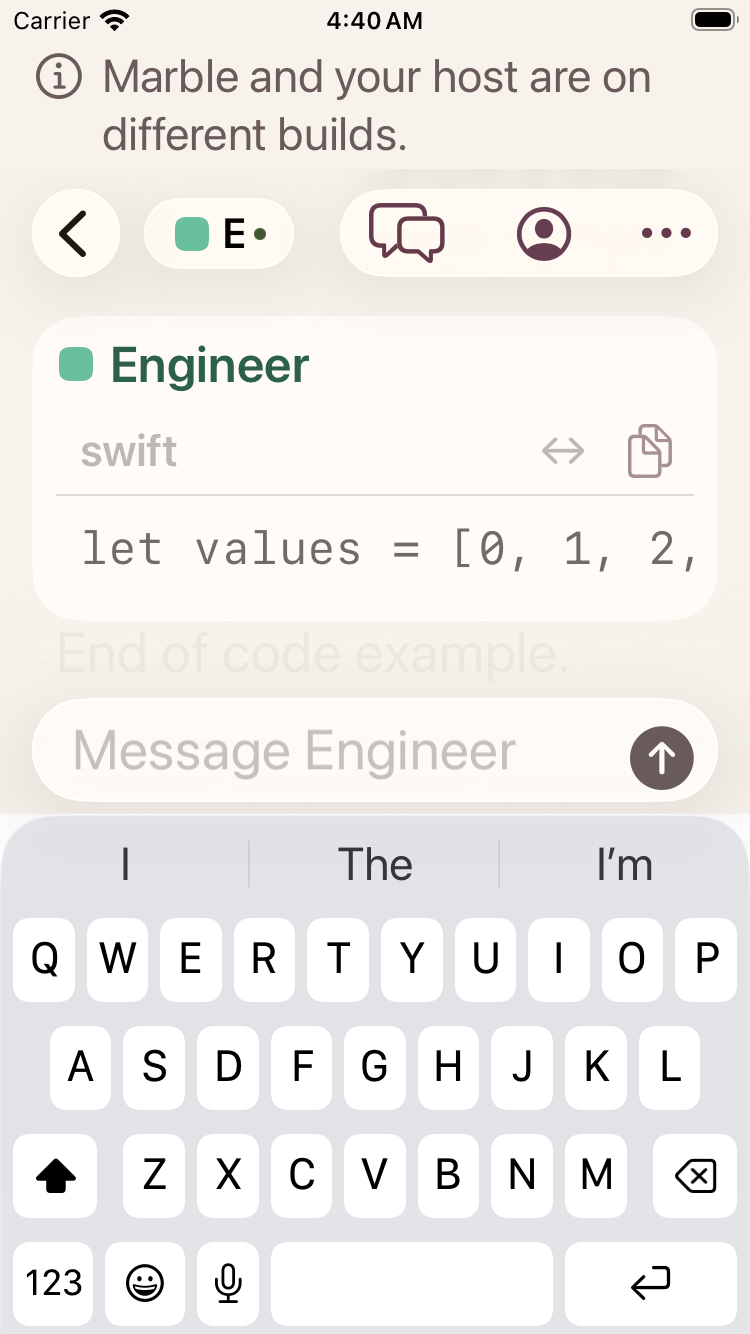 Carrier 4:40 AM
Marble and your host are on
different builds.
E
Engineer
swift
let values = [0, 1, 2,
End of code example.
Message Engineer
I The I’m
Q W E R T Y U I O P
A S D F G H J K L
Z X C V B N M
123